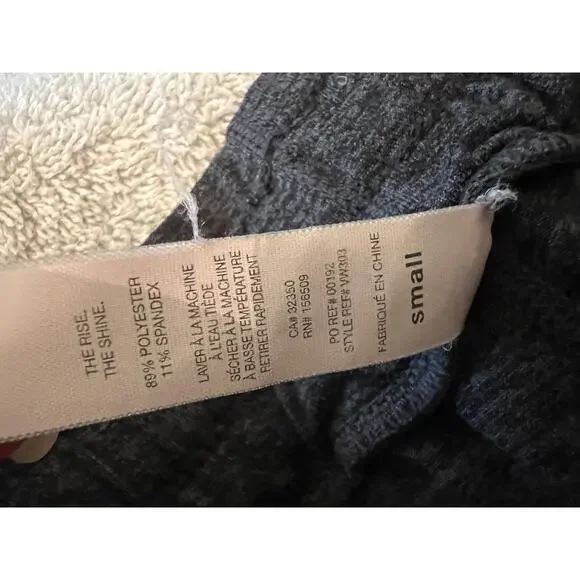 THE RISE.
THE SHINE.
89% POLYESTER
11% SPANDEX
LAVER À LA MACHINE
À L'EAU TIÈDE
SÉCHER À LA MACHINE
À BASSE TEMPÉRATURE
RETIRER RAPIDEMENT
CA# 32350
RN# 156509
PO REF# 00192
STYLE REF# VW303
FABRIQUÉ EN CHINE
small